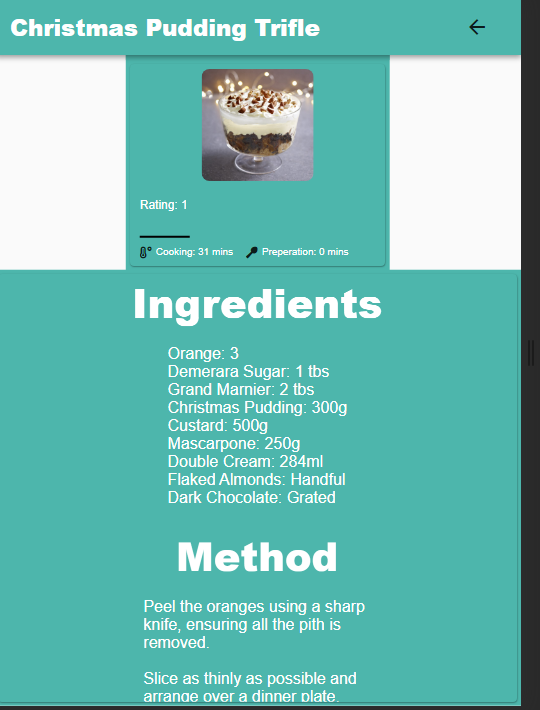 Christmas Pudding Trifle
Rating: 1
Cooking: 31 mins Preperation: 0 mins
Ingredients
Orange: 3
Demerara Sugar: 1 tbs
Grand Marnier: 2 tbs
Christmas Pudding: 300g
Custard: 500g
Mascarpone: 250g
Double Cream: 284ml
Flaked Almonds: Handful
Dark Chocolate: Grated
Method
Peel the oranges using a sharp
knife, ensuring all the pith is
removed.
Slice as thinly as possible and
arrange over a dinner plate.